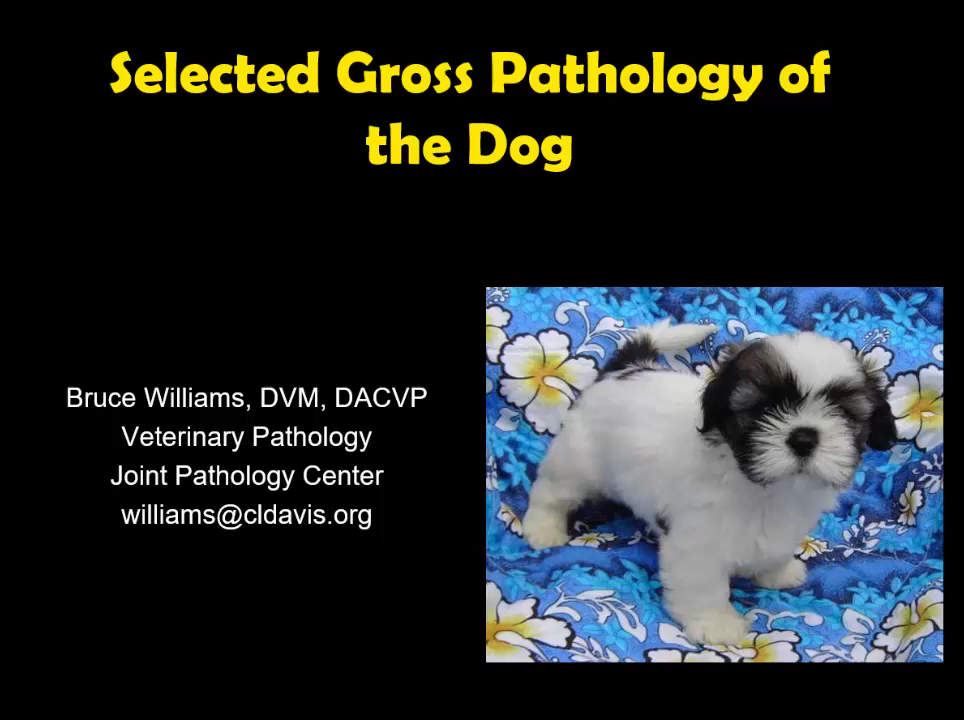 Selected Gross Pathology of
the Dog
Bruce Williams, DVM, DACVP
Veterinary Pathology
Joint Pathology Center
williams@cldavis.org